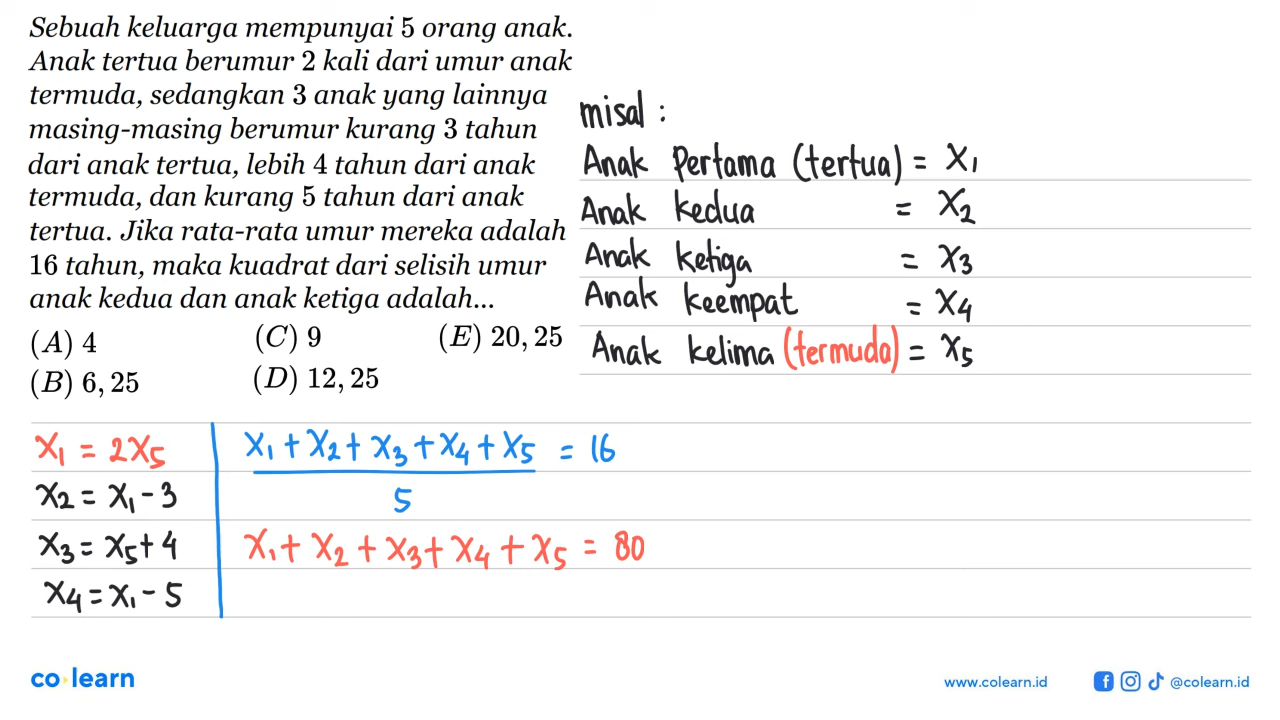 Sebuah keluarga mempunyai 5 orang anak.
Anak tertua berumur 2 kali dari umur anak
termuda, sedangkan 3 anak yang lainnya
masing-masing berumur kurang 3 tahun
dari anak tertua, lebih 4 tahun dari anak
termuda, dan kurang 5 tahun dari anak
tertua. Jika rata-rata umur mereka adalah
16 tahun, maka kuadrat dari selisih umur
anak kedua dan anak ketiga adalah...
(A) 4 (C) 9 (E) 20, 25
(B) 6, 25 (D) 12, 25
misal :
Anak Pertama (tertua) = x₁
Anak kedua = x₂
Anak ketiga = x₃
Anak keempat = x₄
Anak kelima (termuda) = x₅
x₁ = 2x₅
x₂ = x₁ - 3
x₃ = x₅ + 4
x₄ = x₁ - 5
x₁ + x₂ + x₃ + x₄ + x₅ = 16
5
x₁ + x₂ + x₃ + x₄ + x₅ = 80
co learn
www.colearn.id @colearn.id